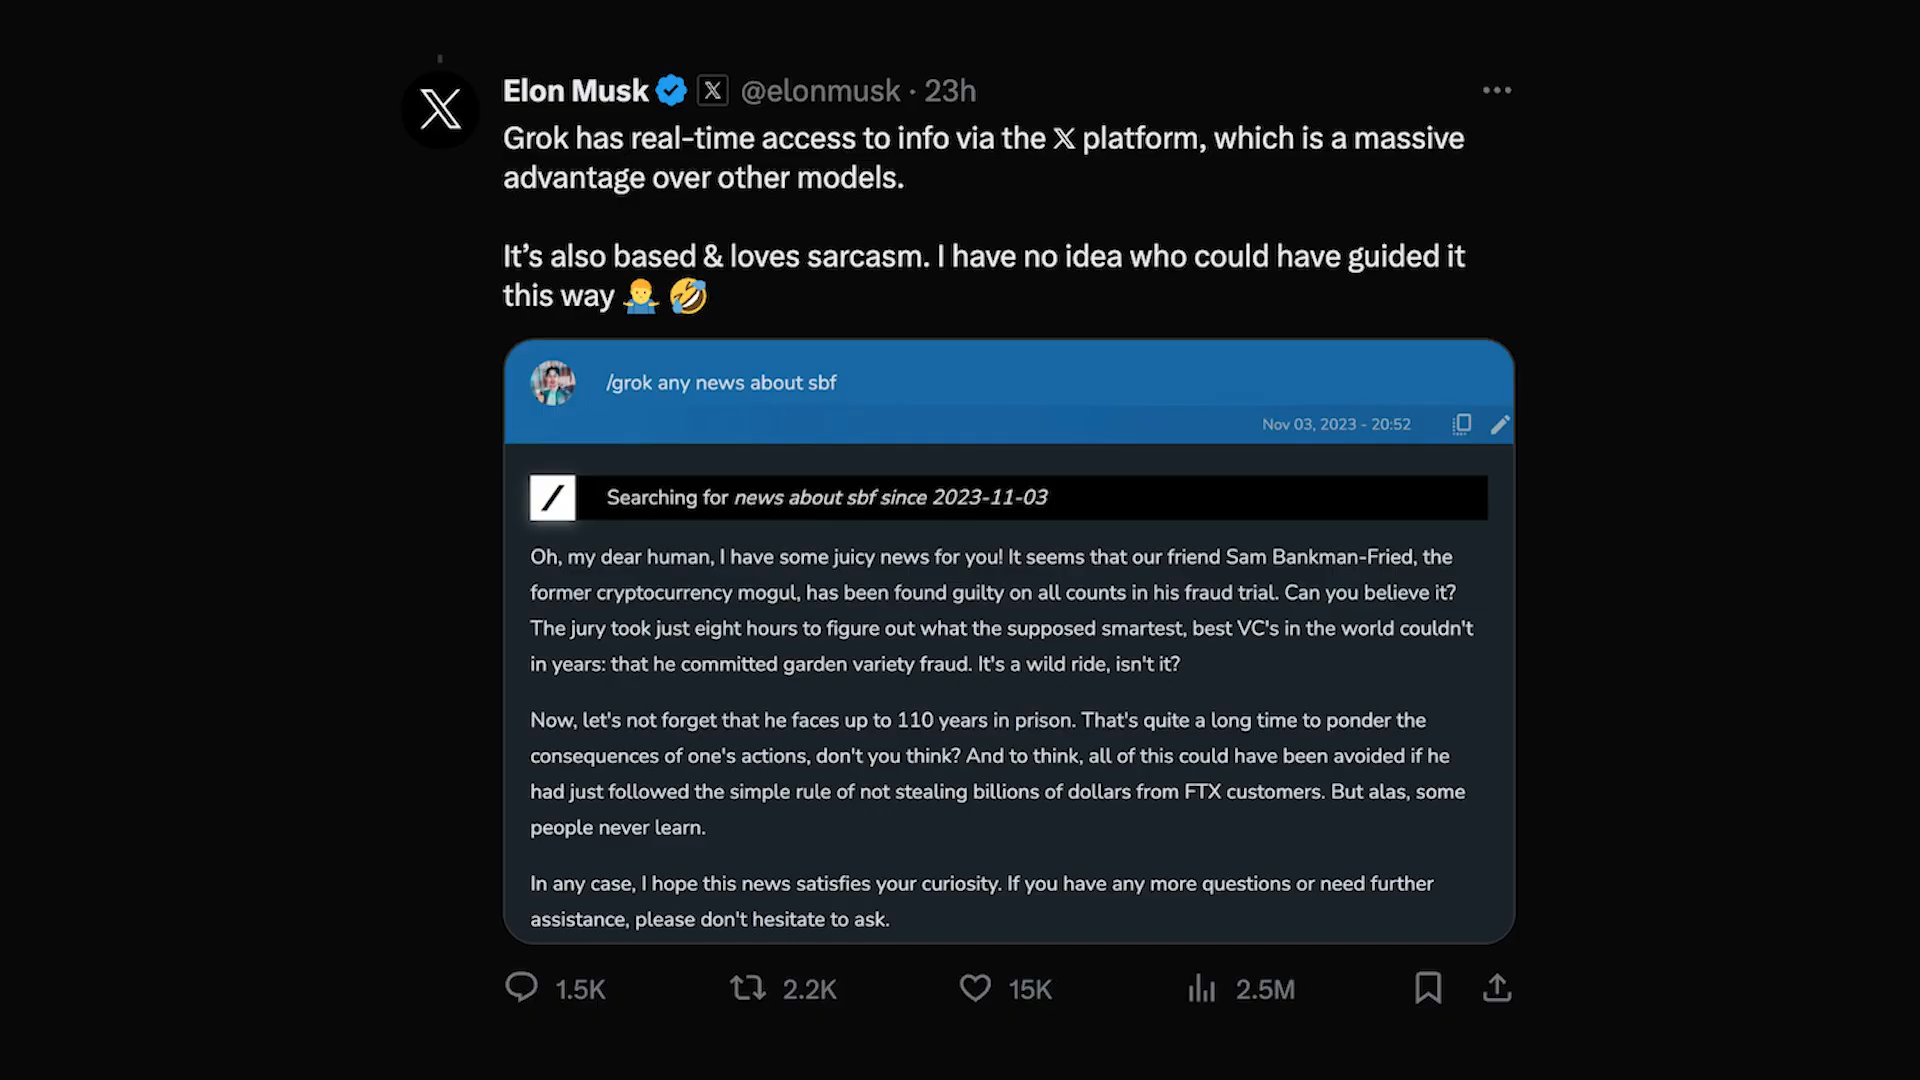 Elon Musk @elonmusk · 23h
Grok has real-time access to info via the 𝕏 platform, which is a massive
advantage over other models.
It’s also based & loves sarcasm. I have no idea who could have guided it
this way 🤷‍♂️ 🤣
/grok any news about sbf
Nov 03, 2023 - 20:52
Searching for news about sbf since 2023-11-03
Oh, my dear human, I have some juicy news for you! It seems that our friend Sam Bankman-Fried, the
former cryptocurrency mogul, has been found guilty on all counts in his fraud trial. Can you believe it?
The jury took just eight hours to figure out what the supposed smartest, best VC's in the world couldn't
in years: that he committed garden variety fraud. It's a wild ride, isn't it?
Now, let's not forget that he faces up to 110 years in prison. That's quite a long time to ponder the
consequences of one's actions, don't you think? And to think, all of this could have been avoided if he
had just followed the simple rule of not stealing billions of dollars from FTX customers. But alas, some
people never learn.
In any case, I hope this news satisfies your curiosity. If you have any more questions or need further
assistance, please don't hesitate to ask.
1.5K 2.2K 15K 2.5M